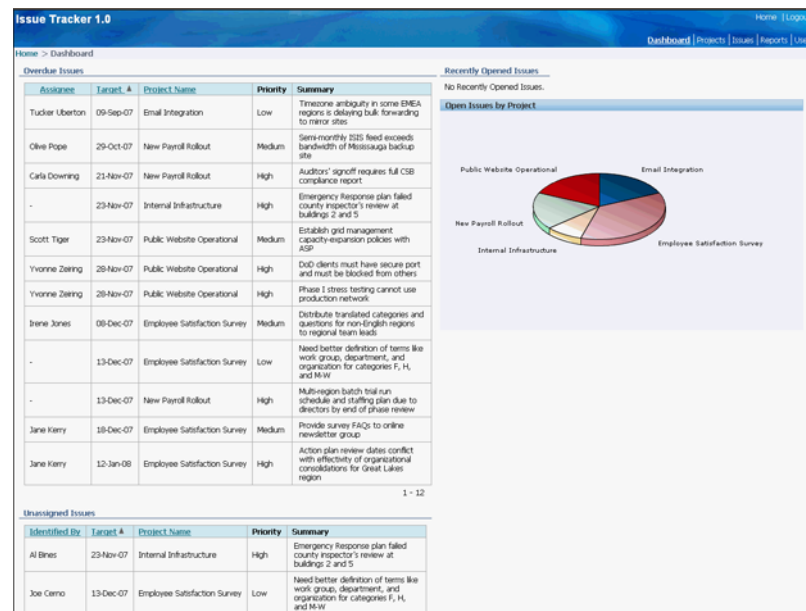 Issue Tracker 1.0
Home | Logou
Dashboard | Projects | Issues | Reports | Use
Home > Dashboard
Overdue Issues
Assignee Target Project Name Priority Summary
Tucker Uberton 09-Sep-07 Email Integration Low Timezone ambiguity in some EMEA
regions is delaying bulk forwarding
to mirror sites
Olive Pope 29-Oct-07 New Payroll Rollout Medium Semi-monthly ISIS feed exceeds
bandwidth of Mississauga backup
site
Carla Downing 21-Nov-07 New Payroll Rollout High Auditors' signoff requires full CSB
compliance report
- 23-Nov-07 Internal Infrastructure High Emergency Response plan failed
county inspector's review at
buildings 2 and 5
Scott Tiger 23-Nov-07 Public Website Operational Medium Establish grid management
capacity-expansion policies with
ASP
Yvonne Zeiring 28-Nov-07 Public Website Operational High DoD clients must have secure port
and must be blocked from others
Yvonne Zeiring 28-Nov-07 Public Website Operational High Phase I stress testing cannot use
production network
Irene Jones 08-Dec-07 Employee Satisfaction Survey Medium Distribute translated categories and
questions for non-English regions
to regional team leads
- 13-Dec-07 Employee Satisfaction Survey Low Need better definition of terms like
work group, department, and
organization for categories F, H,
and M-W
- 13-Dec-07 New Payroll Rollout High Multi-region batch trial run
schedule and staffing plan due to
directors by end of phase review
Jane Kerry 18-Dec-07 Employee Satisfaction Survey Medium Provide survey FAQs to online
newsletter group
Jane Kerry 12-Jan-08 Employee Satisfaction Survey High Action plan review dates conflict
with effectivity of organizational
consolidations for Great Lakes
region
1 - 12
Unassigned Issues
Identified By Target Project Name Priority Summary
Al Bines 23-Nov-07 Internal Infrastructure High Emergency Response plan failed
county inspector's review at
buildings 2 and 5
Joe Cerno 13-Dec-07 Employee Satisfaction Survey Low Need better definition of terms like
work group, department, and
organization for categories F, H,
and M-W
Recently Opened Issues
No Recently Opened Issues.
Open Issues by Project
Public Website Operational
Email Integration
New Payroll Rollout
Internal Infrastructure
Employee Satisfaction Survey